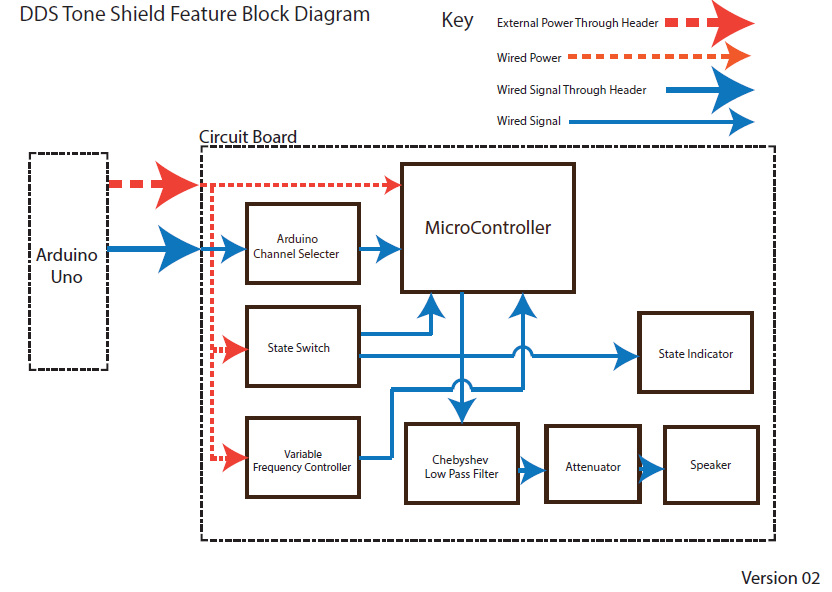 DDS Tone Shield Feature Block Diagram
Key
External Power Through Header
Wired Power
Wired Signal Through Header
Wired Signal
Circuit Board
Arduino
Uno
Arduino
Channel Selecter
MicroController
State Switch
State Indicator
Variable
Frequency Controller
Chebyshev
Low Pass Filter
Attenuator
Speaker
Version 02